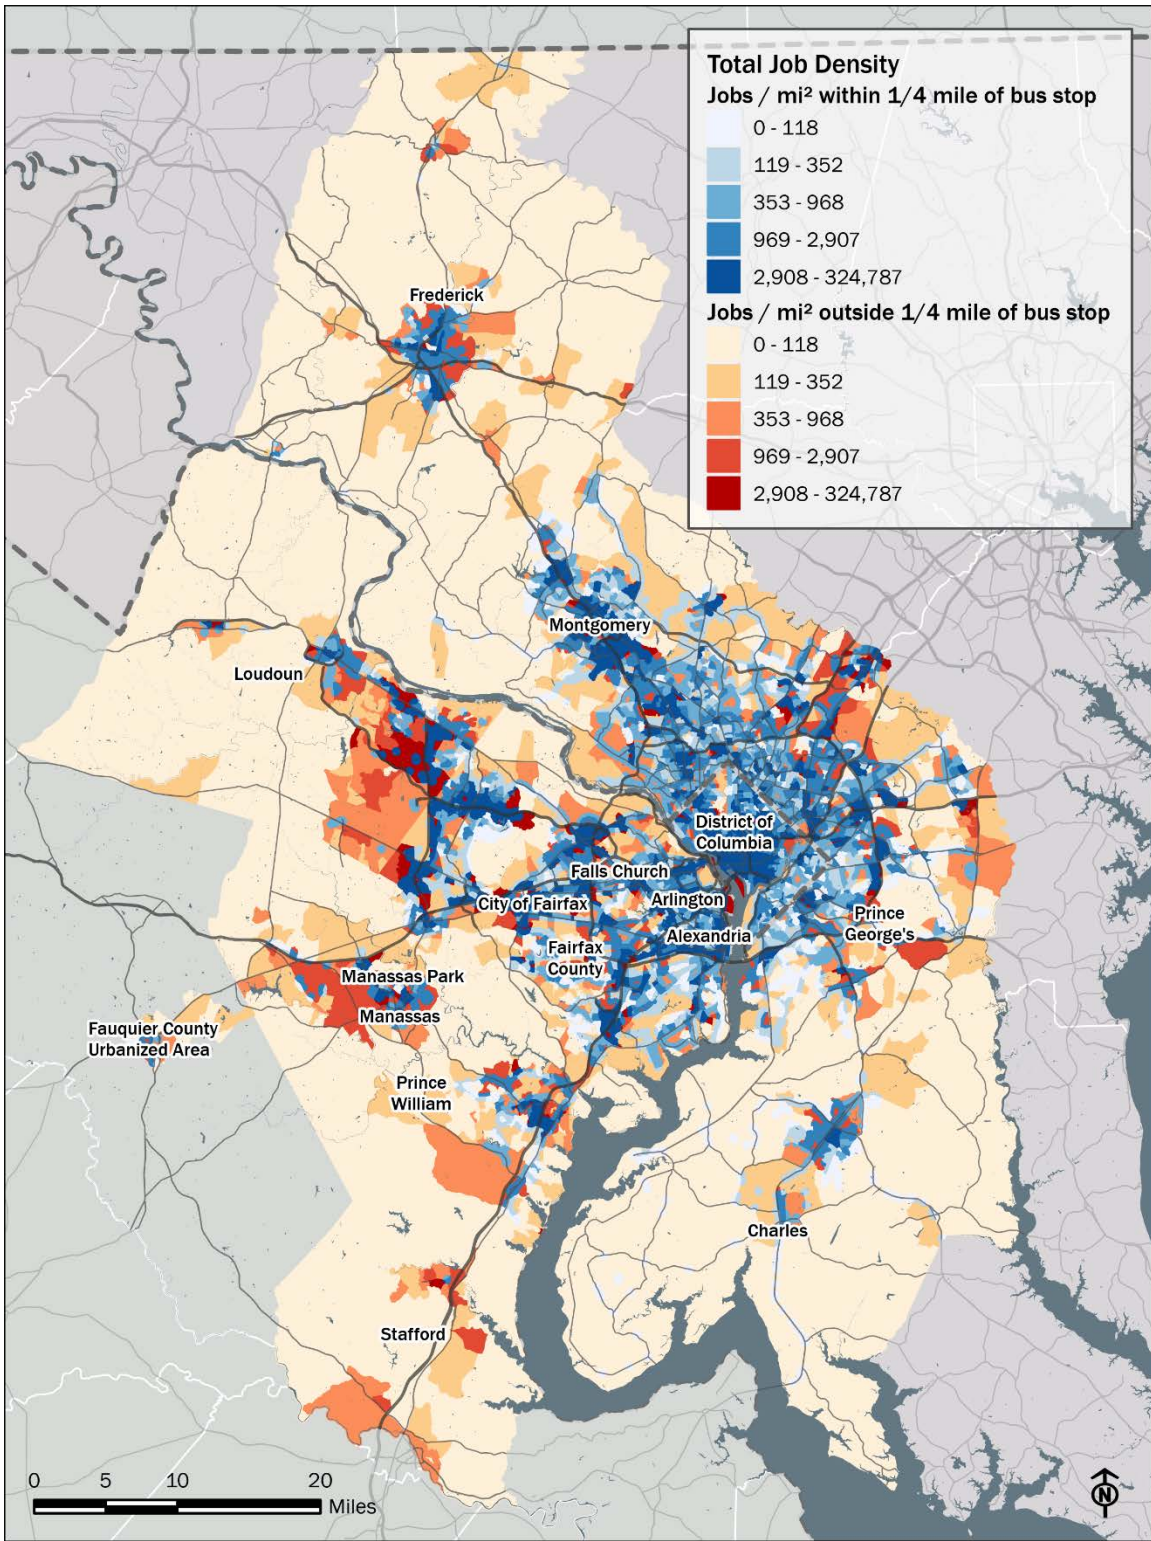 Total Job Density
Jobs / mi² within 1/4 mile of bus stop
0 - 118
119 - 352
353 - 968
969 - 2,907
2,908 - 324,787
Jobs / mi² outside 1/4 mile of bus stop
0 - 118
119 - 352
353 - 968
969 - 2,907
2,908 - 324,787
Frederick
Montgomery
Loudoun
District of
Columbia
Falls Church
City of Fairfax
Arlington
Prince
George's
Alexandria
Fairfax
County
Manassas Park
Manassas
Fauquier County
Urbanized Area
Prince
William
Charles
Stafford
0 5 10 20
Miles
N